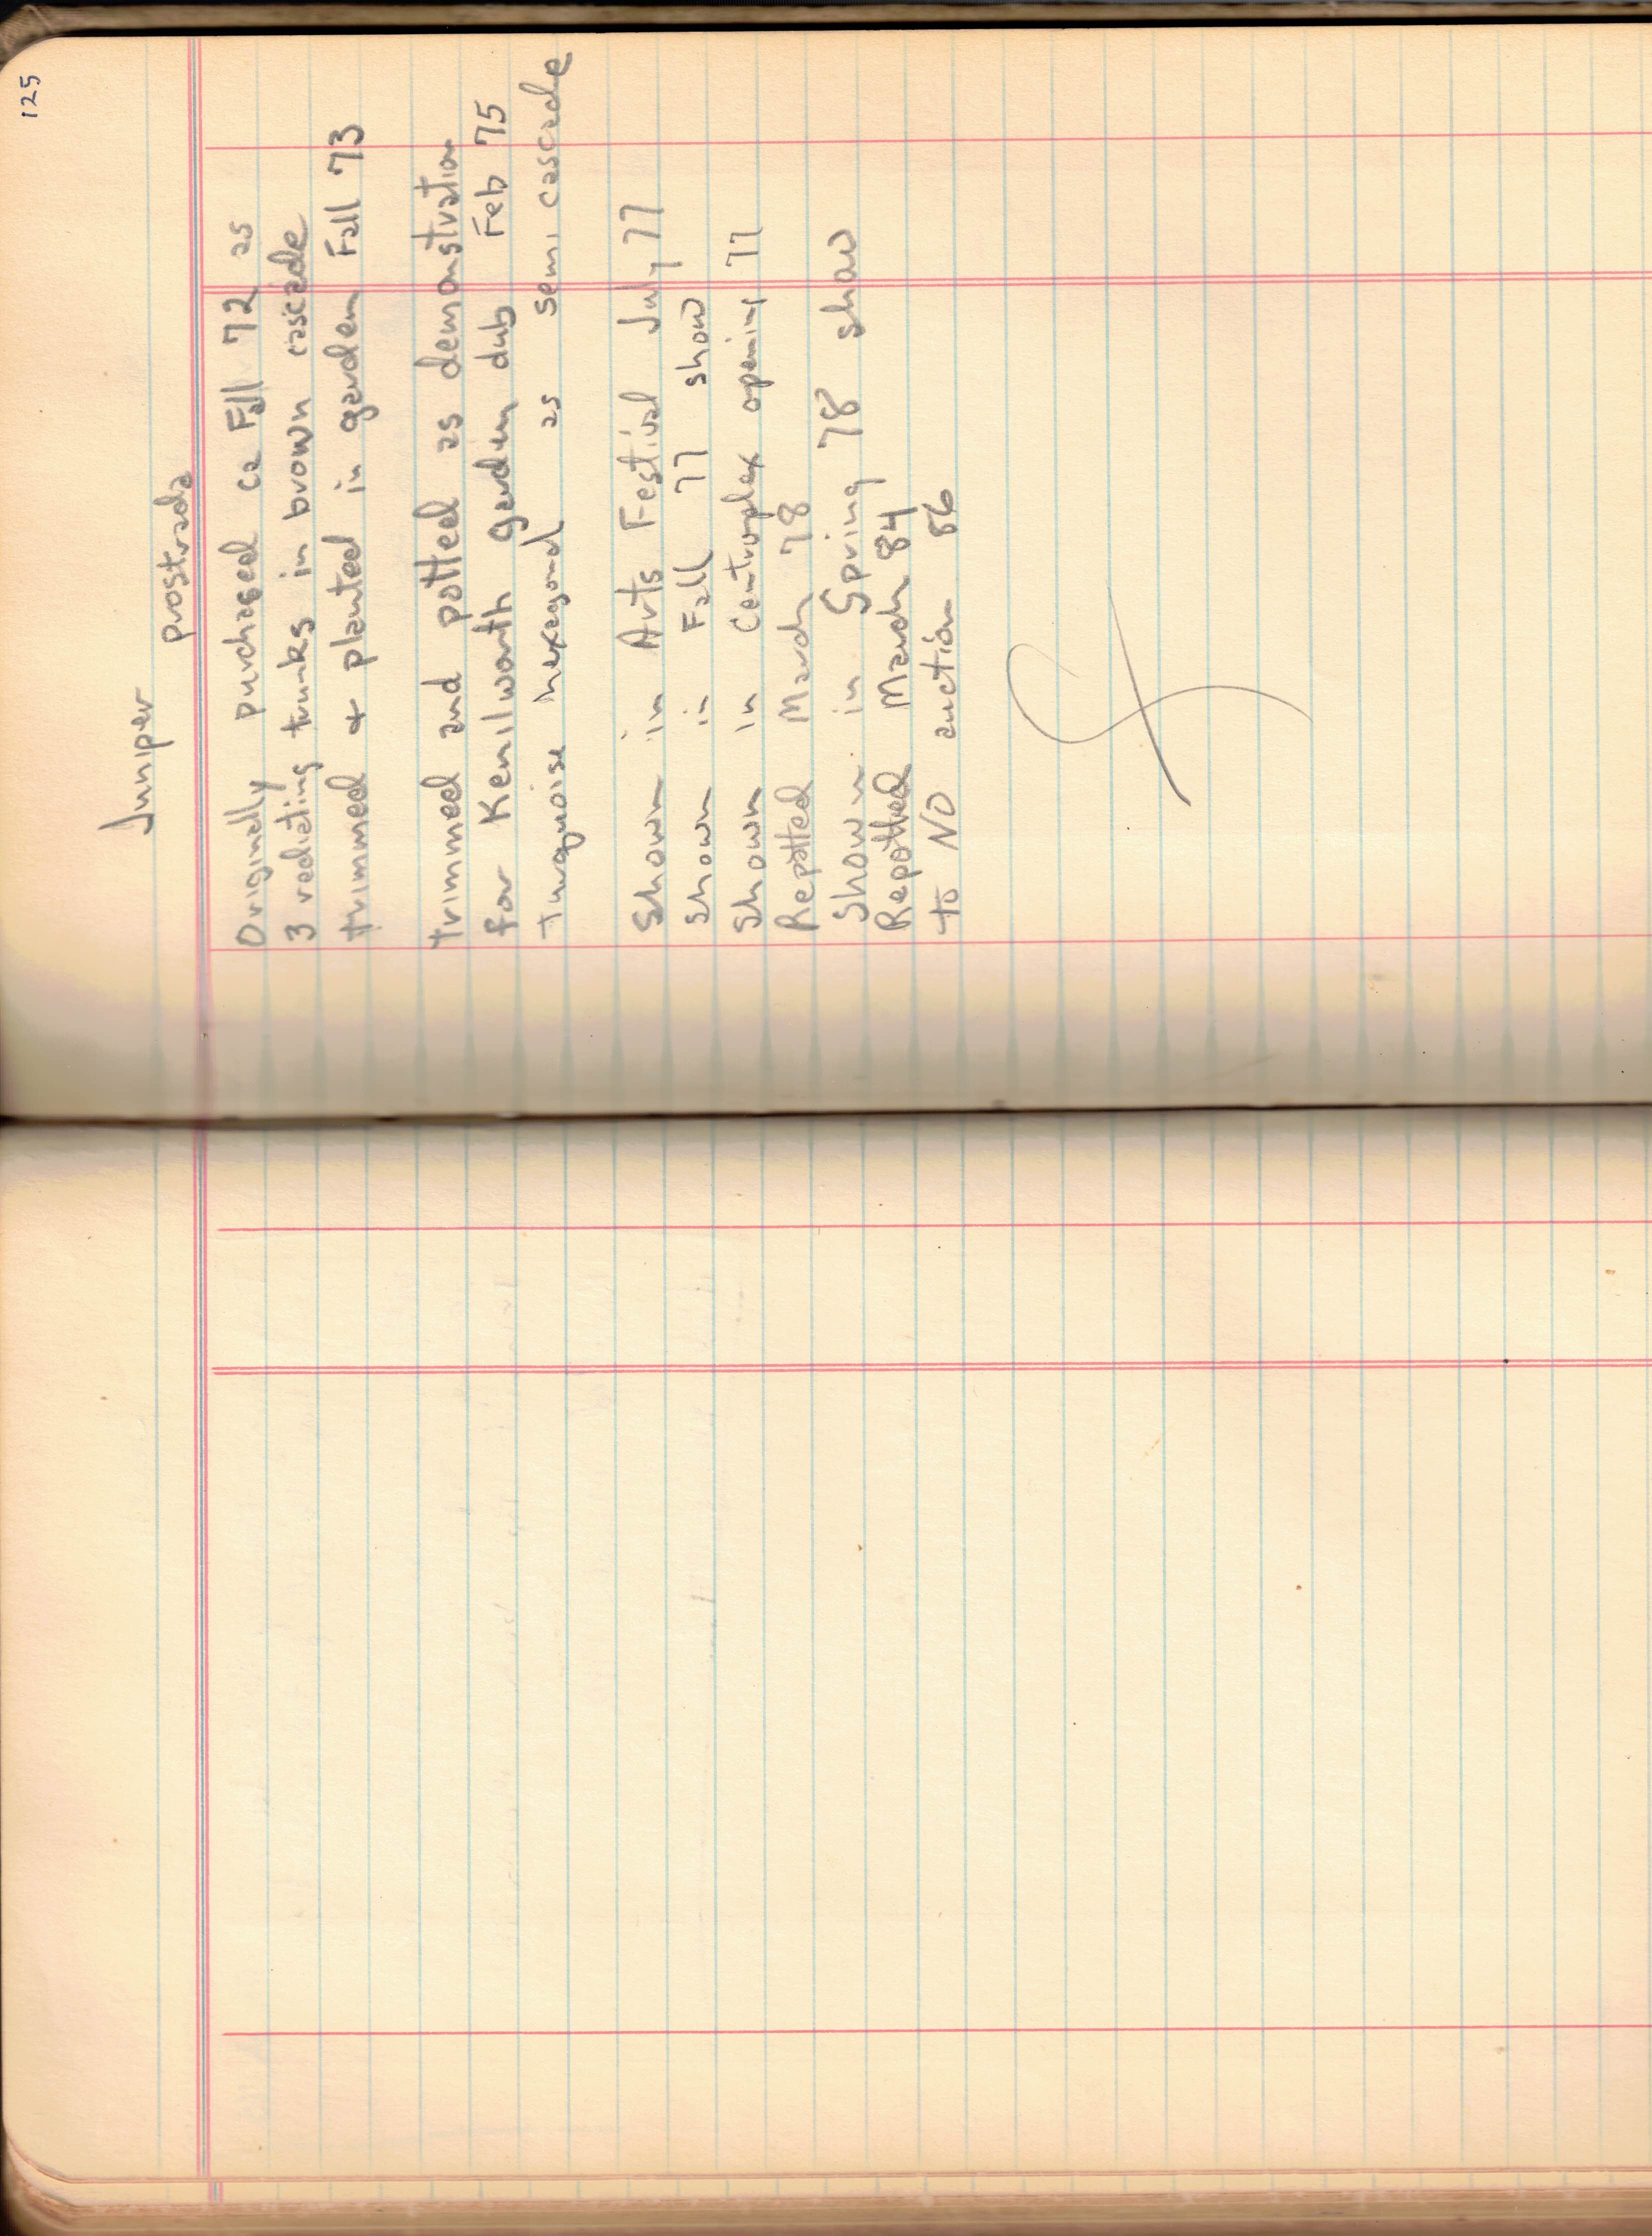 125
Juniper
prostrada
Originally purchased ca Fall 72 as
3 radiating trunks in brown cascade
trimmed & planted in garden Fall 73
trimmed and potted as demonstration
for Kenilworth garden club Feb 75
turquoise hexagonal as semi cascade
Shown in Arts Festival July 77
Shown in Fall 77 show
Shown in Centroplex opening 77
Repotted March 78
Shown in Spring 78 show
Repotted March 84
to NO auction 86